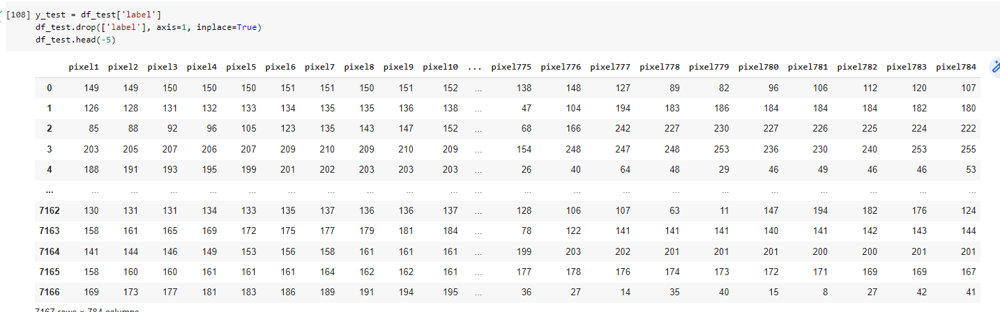 [108] y_test = df_test['label']
df_test.drop(['label'], axis=1, inplace=True)
df_test.head(-5)
pixel1 pixel2 pixel3 pixel4 pixel5 pixel6 pixel7 pixel8 pixel9 pixel10 ... pixel775 pixel776 pixel777 pixel778 pixel779 pixel780 pixel781 pixel782 pixel783 pixel784
0 149 149 150 150 150 151 151 150 151 152 ... 138 148 127 89 82 96 106 112 120 107
1 126 128 131 132 133 134 135 135 136 138 ... 47 104 194 183 186 184 184 184 182 180
2 85 88 92 96 105 123 135 143 147 152 ... 68 166 242 227 230 227 226 225 224 222
3 203 205 207 206 207 209 210 209 210 209 ... 154 248 247 248 253 236 230 240 253 255
4 188 191 193 195 199 201 202 203 203 203 ... 26 40 64 48 29 46 49 46 46 53
... ... ... ... ... ... ... ... ... ... ... ... ... ... ... ... ... ... ... ... ... ...
7162 130 131 131 134 133 135 137 136 136 137 ... 128 106 107 63 11 147 194 182 176 124
7163 158 161 165 169 172 175 177 179 181 184 ... 78 122 141 141 141 140 141 142 143 144
7164 141 144 146 149 153 156 158 161 161 161 ... 199 203 202 201 201 201 200 200 201 201
7165 158 160 160 161 161 161 164 162 162 161 ... 177 178 176 174 173 172 171 169 169 167
7166 169 173 177 181 183 186 189 191 194 195 ... 36 27 14 35 40 15 8 27 42 41
7167 rows × 784 columns